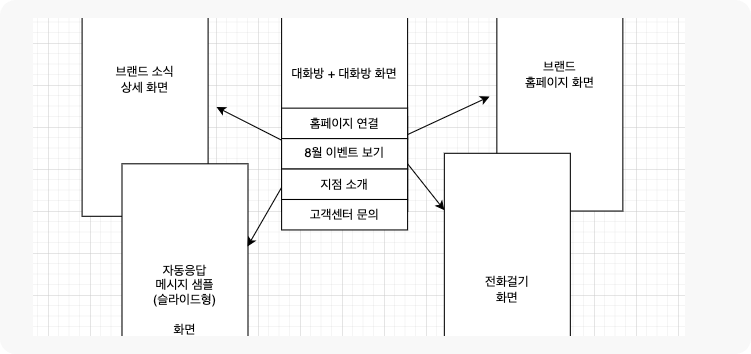 브랜드 소식
상세 화면
대화방 + 대화방 화면
브랜드
홈페이지 화면
홈페이지 연결
8월 이벤트 보기
지점 소개
고객센터 문의
자동응답
메시지 샘플
(슬라이드형)
화면
전화걸기
화면